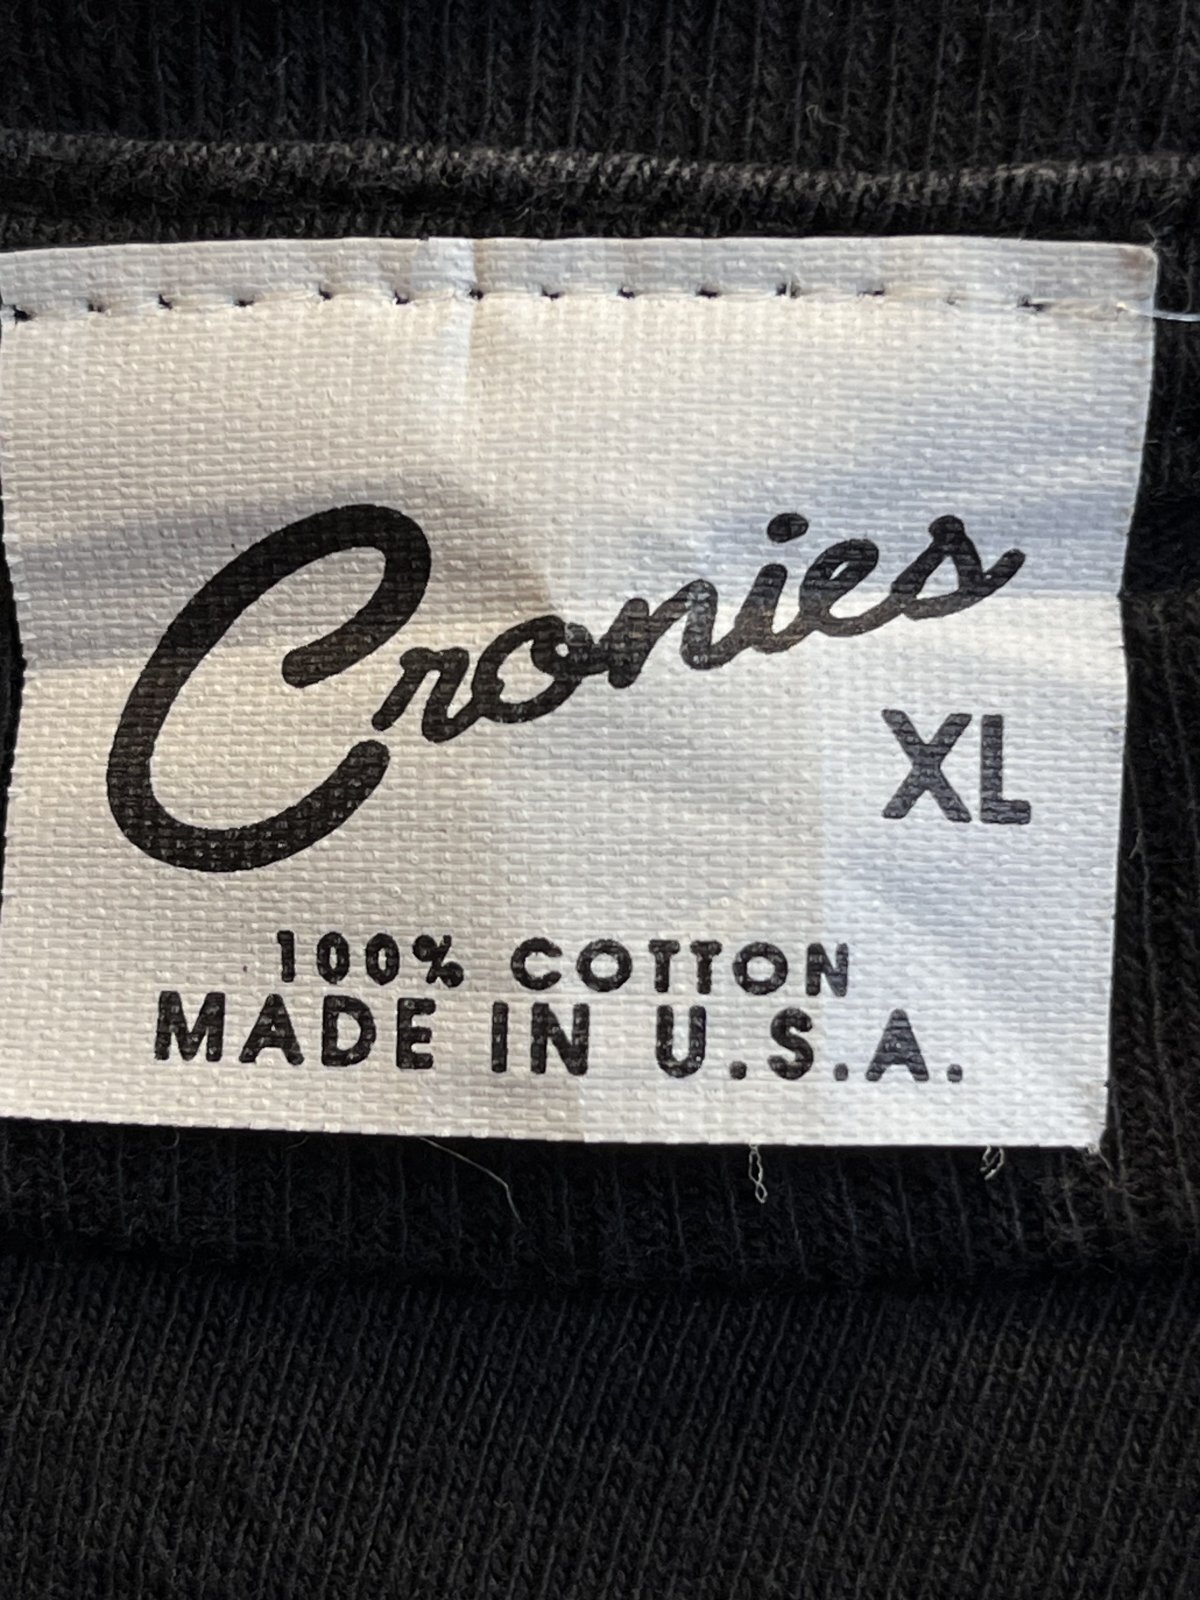 Cronies
XL
100% COTTON
MADE IN U.S.A.